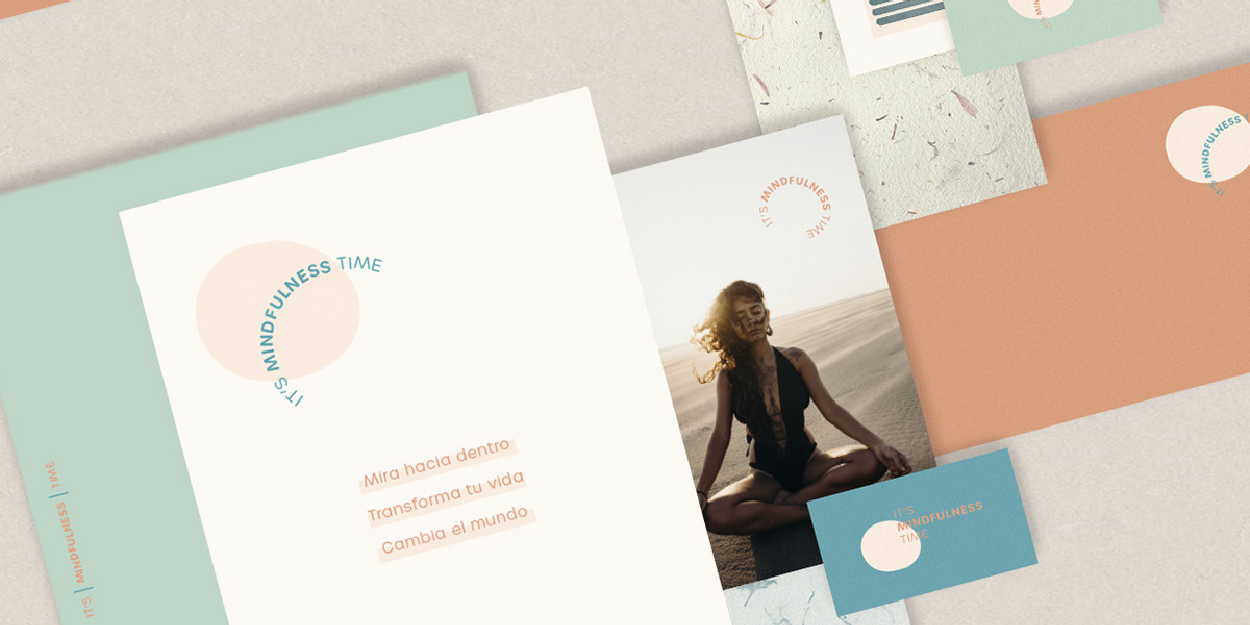 IT'S MINDFULNESS TIME
Mira hacia dentro
Transforma tu vida
Cambia el mundo
IT'S | MINDFULNESS | TIME
IT'S MINDFULNESS TIME
IT'S
MINDFULNESS
TIME
IT'S MINDFULNESS